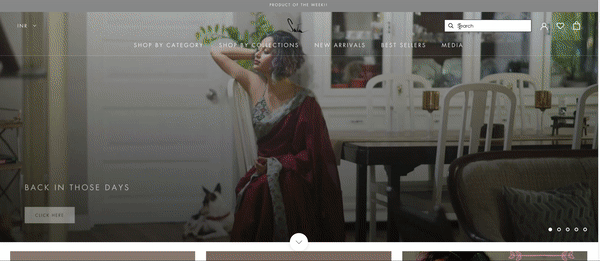 PRODUCT OF THE WEEK!!
INR
Search
SHOP BY CATEGORY
SHOP BY COLLECTIONS
NEW ARRIVALS
BEST SELLERS
MEDIA
BACK IN THOSE DAYS
CLICK HERE